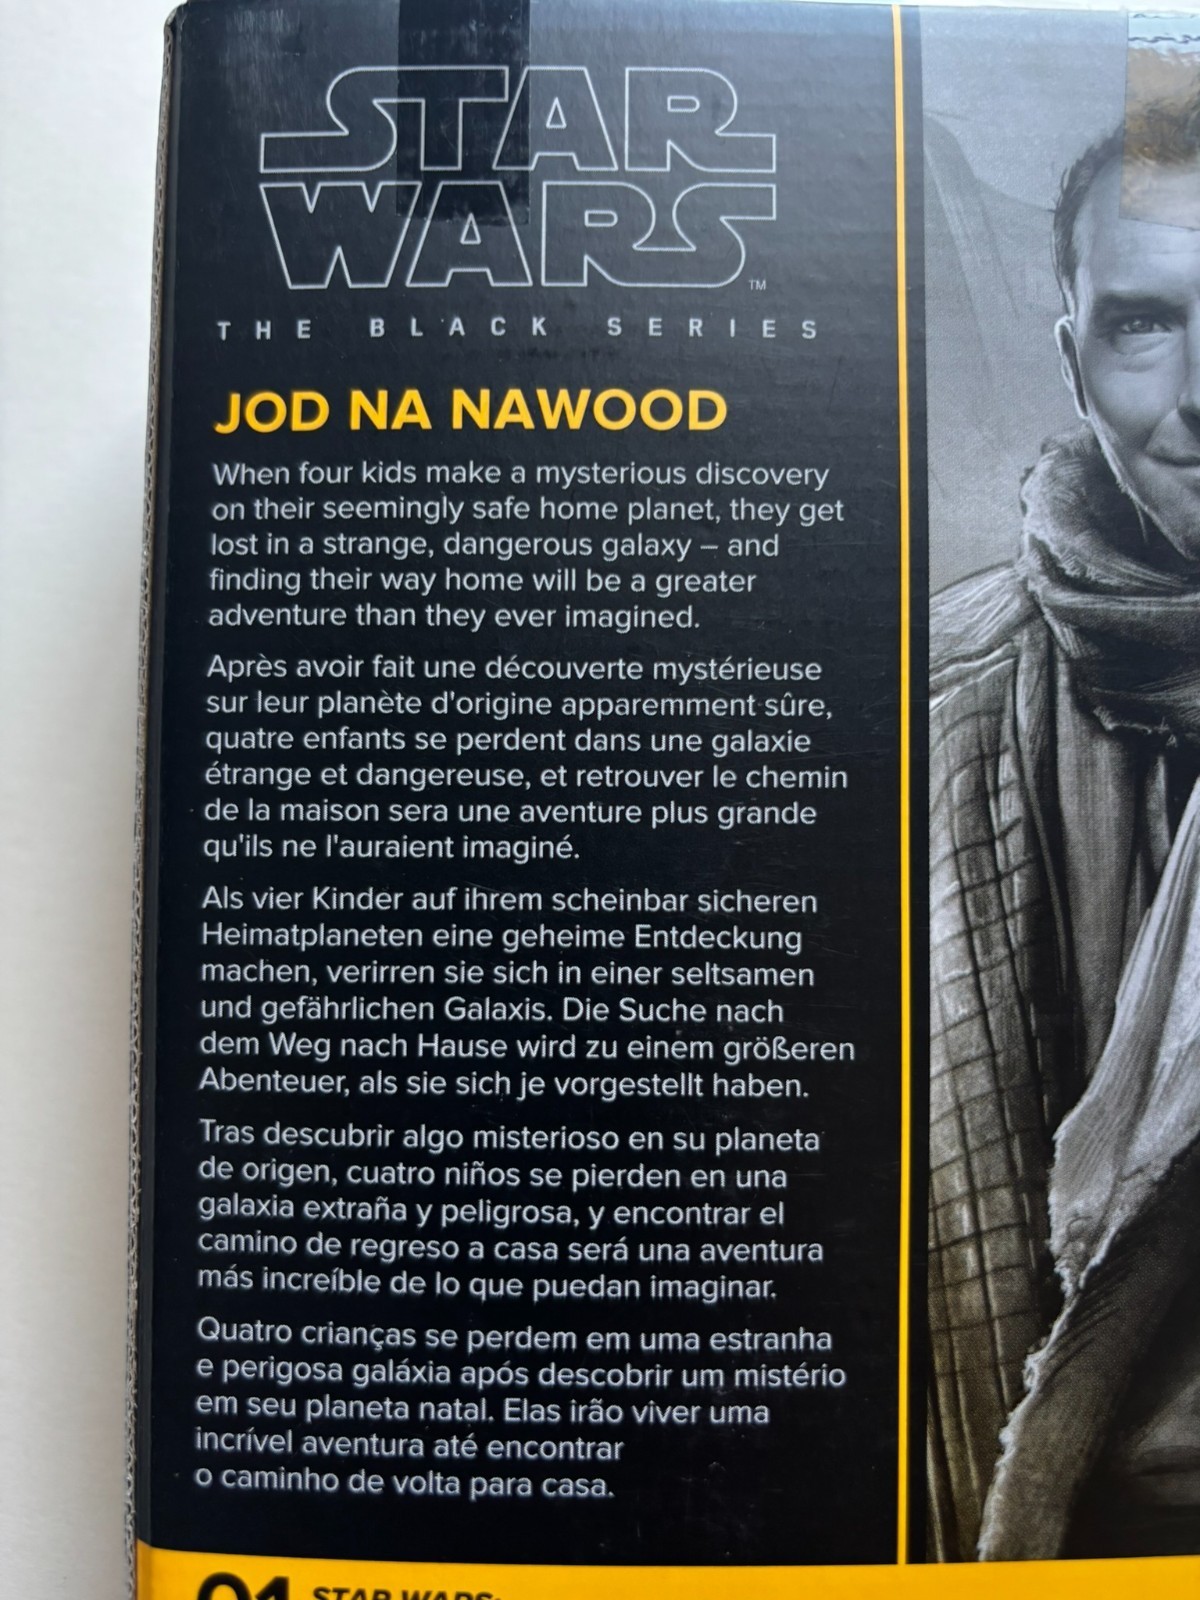 STAR
WARS™
THE BLACK SERIES
JOD NA NAWOOD
When four kids make a mysterious discovery
on their seemingly safe home planet, they get
lost in a strange, dangerous galaxy – and
finding their way home will be a greater
adventure than they ever imagined.
Après avoir fait une découverte mystérieuse
sur leur planète d'origine apparemment sûre,
quatre enfants se perdent dans une galaxie
étrange et dangereuse, et retrouver le chemin
de la maison sera une aventure plus grande
qu'ils ne l'auraient imaginé.
Als vier Kinder auf ihrem scheinbar sicheren
Heimatplaneten eine geheime Entdeckung
machen, verirren sie sich in einer seltsamen
und gefährlichen Galaxis. Die Suche nach
dem Weg nach Hause wird zu einem größeren
Abenteuer, als sie sich je vorgestellt haben.
Tras descubrir algo misterioso en su planeta
de origen, cuatro niños se pierden en una
galaxia extraña y peligrosa, y encontrar el
camino de regreso a casa será una aventura
más increíble de lo que puedan imaginar.
Quatro crianças se perdem em uma estranha
e perigosa galáxia após descobrir um mistério
em seu planeta natal. Elas irão viver uma
incrível aventura até encontrar
o caminho de volta para casa.
01 STAR WARS: